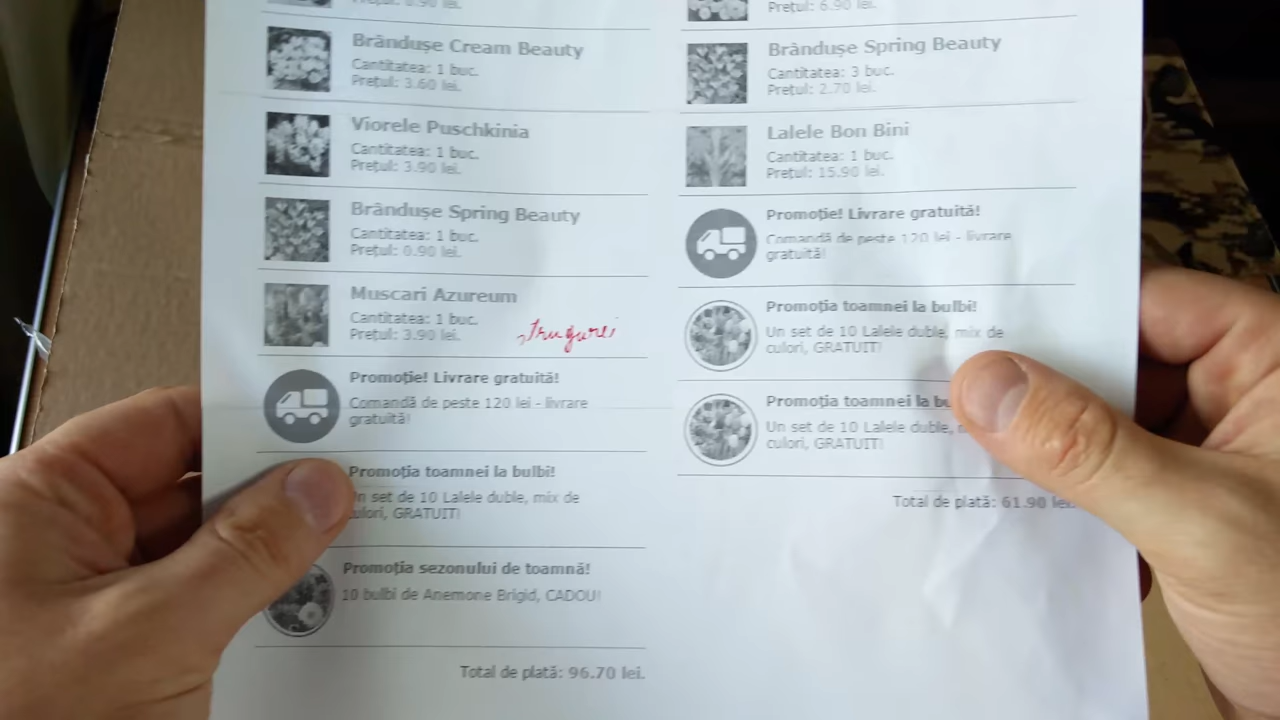 Prețul: 0.90 lei.
Brândușe Cream Beauty
Cantitatea: 1 buc.
Prețul: 3.60 lei.
Viorele Puschkinia
Cantitatea: 1 buc.
Prețul: 3.90 lei.
Brândușe Spring Beauty
Cantitatea: 1 buc.
Prețul: 0.90 lei.
Muscari Azureum
Cantitatea: 1 buc.
Prețul: 3.90 lei.
Promoție! Livrare gratuită!
Comandă de peste 120 lei - livrare
gratuită!
Promoția toamnei la bulbi!
set de 10 Lalele duble, mix de
culori, GRATUIT!
Promoția sezonului de toamnă!
10 bulbi de Anemone Brigid, CADOU!
Total de plată: 96.70 lei.
Prețul: 6.90 lei.
Brândușe Spring Beauty
Cantitatea: 3 buc.
Prețul: 2.70 lei.
Lalele Bon Bini
Cantitatea: 1 buc.
Prețul: 15.90 lei.
Promoție! Livrare gratuită!
Comandă de peste 120 lei - livrare
gratuită!
Promoția toamnei la bulbi!
Un set de 10 Lalele duble, mix de
culori, GRATUIT!
Promoția toamnei la
Un set de 10 Lalele duble,
culori, GRATUIT!
Total de plată: 61.90 lei.